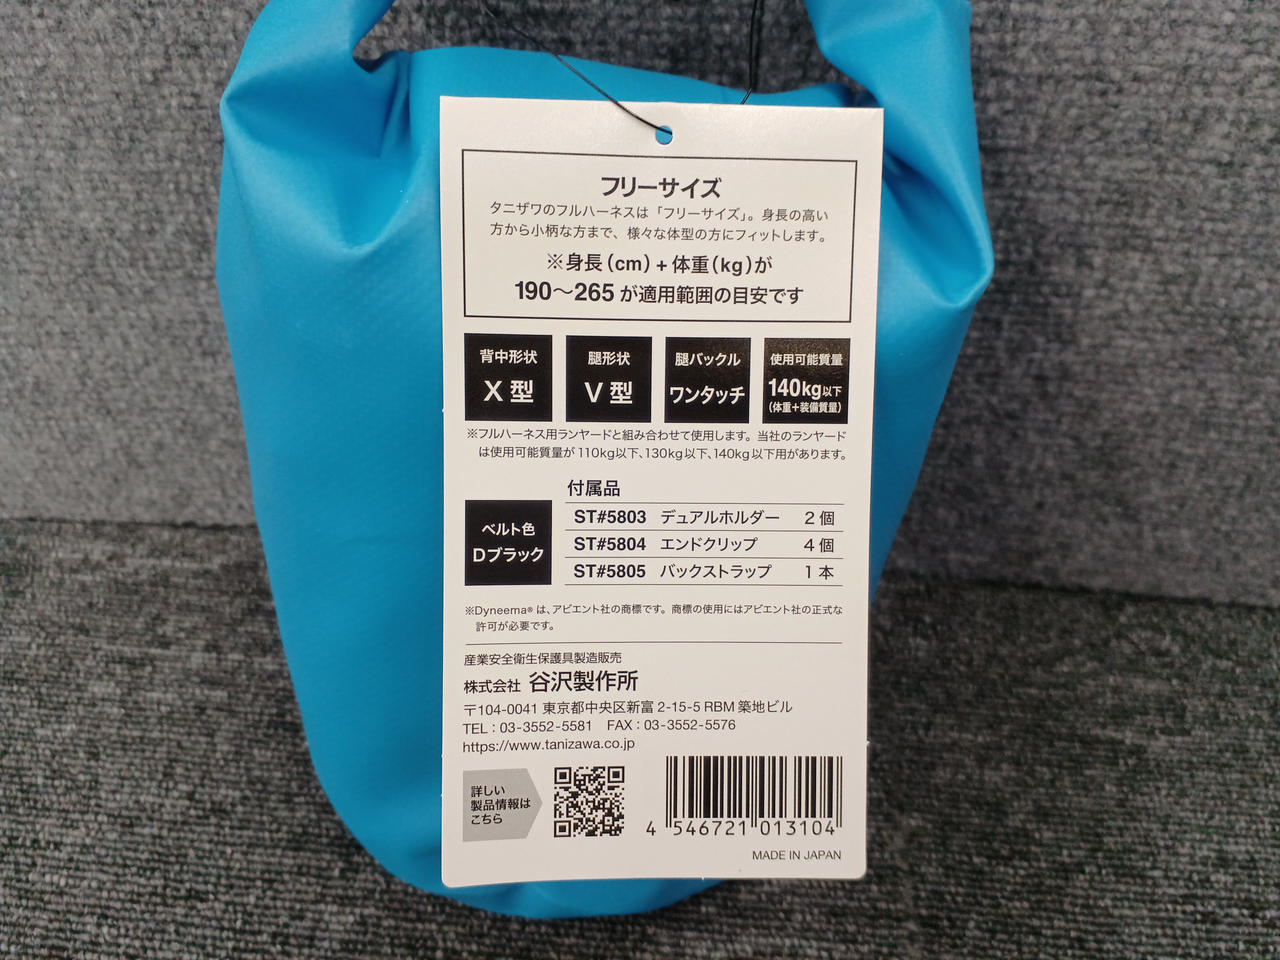 フリーサイズ
タニザワのフルハーネスは「フリーサイズ」。身長の高い
方から小柄な方まで、様々な体型の方にフィットします。
※身長(cm)+体重(kg)が
190～265が適用範囲の目安です
背中形状
X型
腿形状
V型
腿バックル
ワンタッチ
使用可能質量
140kg以下
(体重+装備質量)
※フルハーネス用ランヤードと組み合わせて使用します。当社のランヤード
は使用可能質量が110kg以下、130kg以下、140kg以下用があります。
ベルト色
Dブラック
付属品
ST#5803 デュアルホルダー 2個
ST#5804 エンドクリップ 4個
ST#5805 バックストラップ 1本
※Dyneema®は、アビエント社の商標です。商標の使用にはアビエント社の正式な
許可が必要です。
産業安全衛生保護具製造販売
株式会社 谷沢製作所
〒104-0041 東京都中央区新富2-15-5 RBM築地ビル
TEL：03-3552-5581 FAX：03-3552-5576
https://www.tanizawa.co.jp
詳しい
製品情報は
こちら
4 546721 013104
MADE IN JAPAN